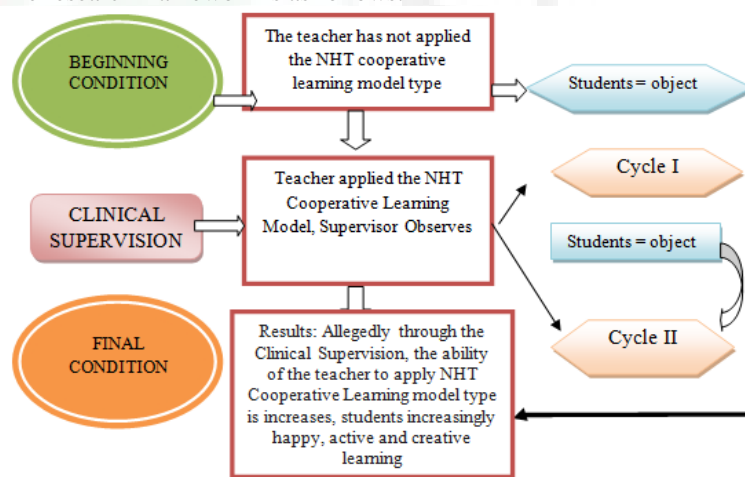 BEGINNING
CONDITION
The teacher has not applied
the NHT cooperative
learning model type
Students = object
CLINICAL
SUPERVISION
Teacher applied the NHT
Cooperative Learning
Model, Supervisor Observes
Cycle I
Students = object
Cycle II
FINAL
CONDITION
Results: Allegedly through the
Clinical Supervision, the ability
of the teacher to apply NHT
Cooperative Learning model type
is increases, students increasingly
happy, active and creative
learning